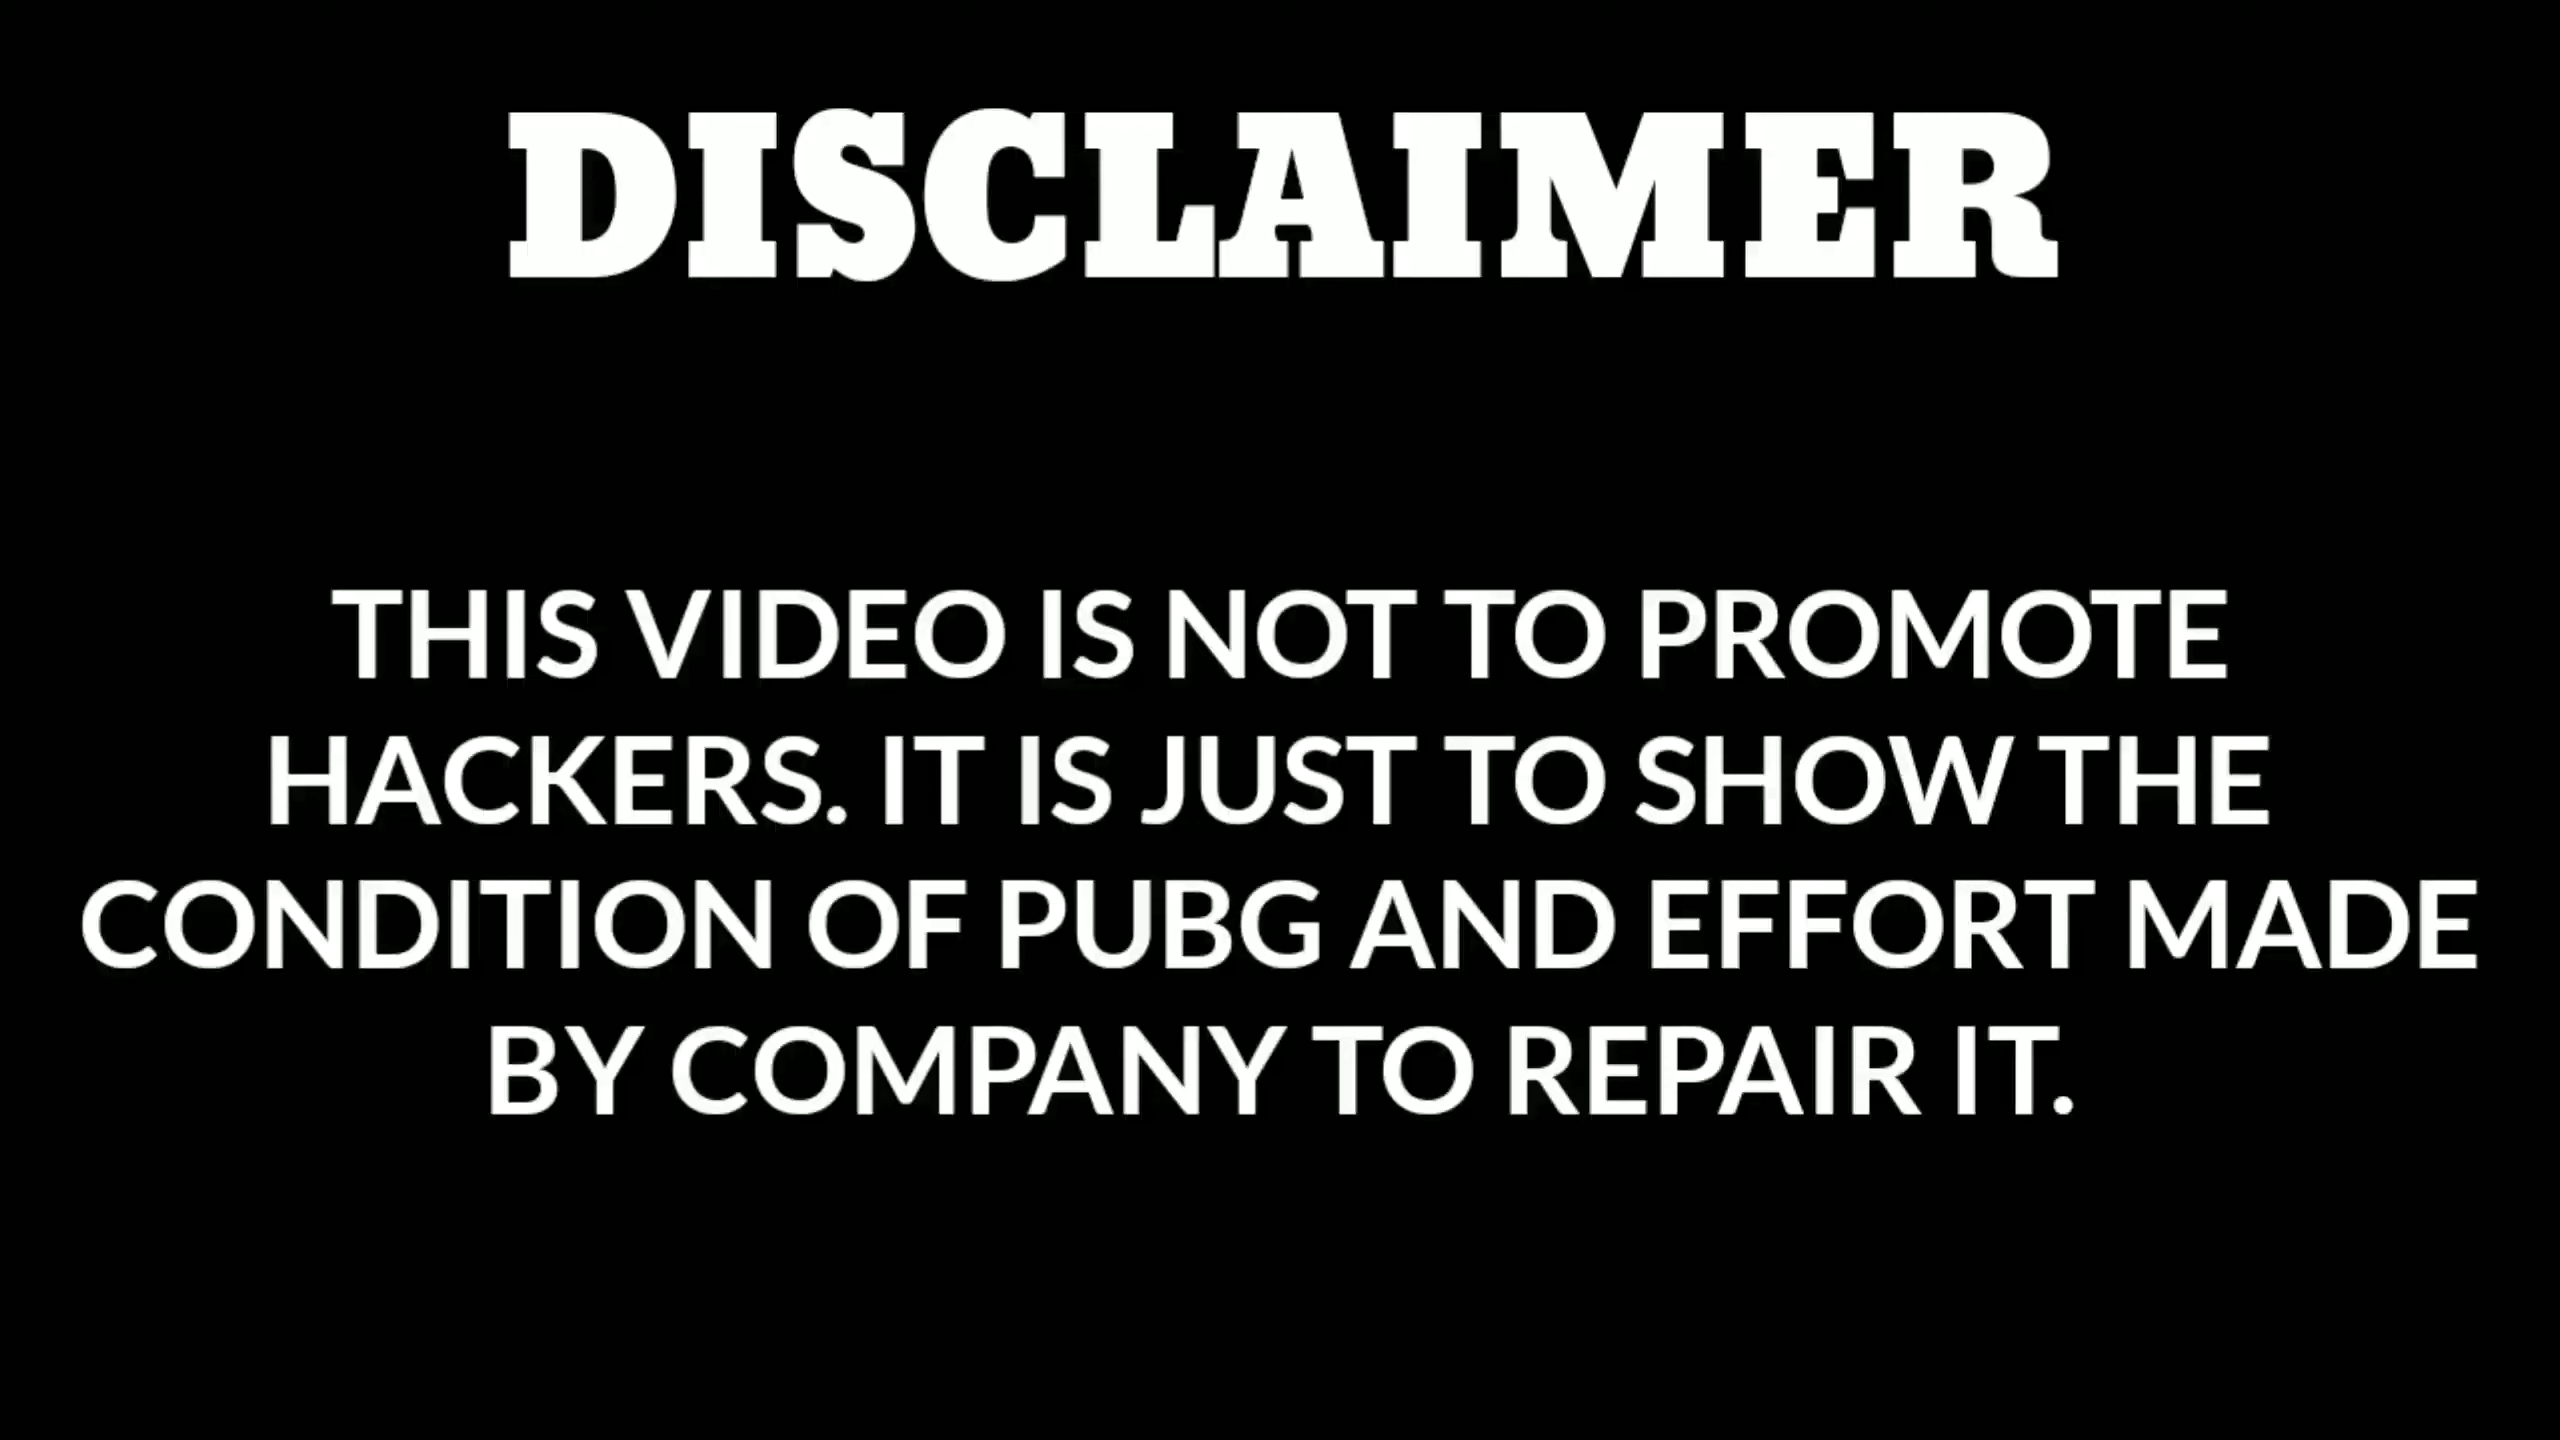 DISCLAIMER
THIS VIDEO IS NOT TO PROMOTE
HACKERS. IT IS JUST TO SHOW THE
CONDITION OF PUBG AND EFFORT MADE
BY COMPANY TO REPAIR IT.